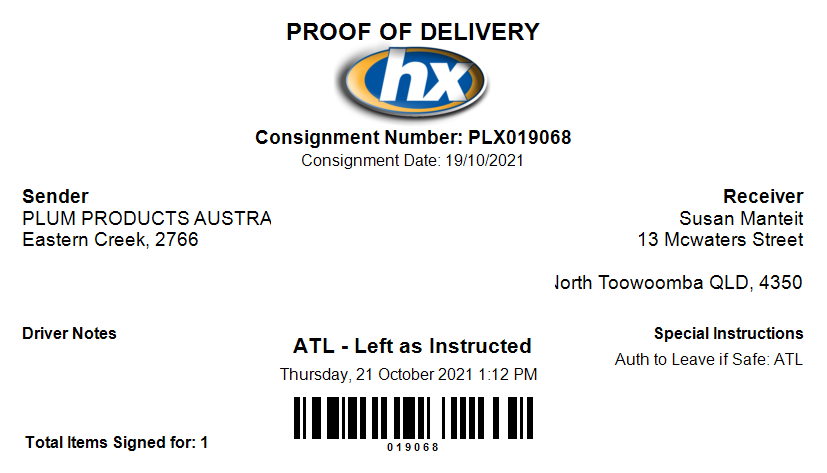 PROOF OF DELIVERY
hx
Consignment Number: PLX019068
Consignment Date: 19/10/2021
Sender
PLUM PRODUCTS AUSTRA
Eastern Creek, 2766
Receiver
Susan Manteit
13 Mcwaters Street
North Toowoomba QLD, 4350
Driver Notes
ATL - Left as Instructed
Thursday, 21 October 2021 1:12 PM
Special Instructions
Auth to Leave if Safe: ATL
019068
Total Items Signed for: 1